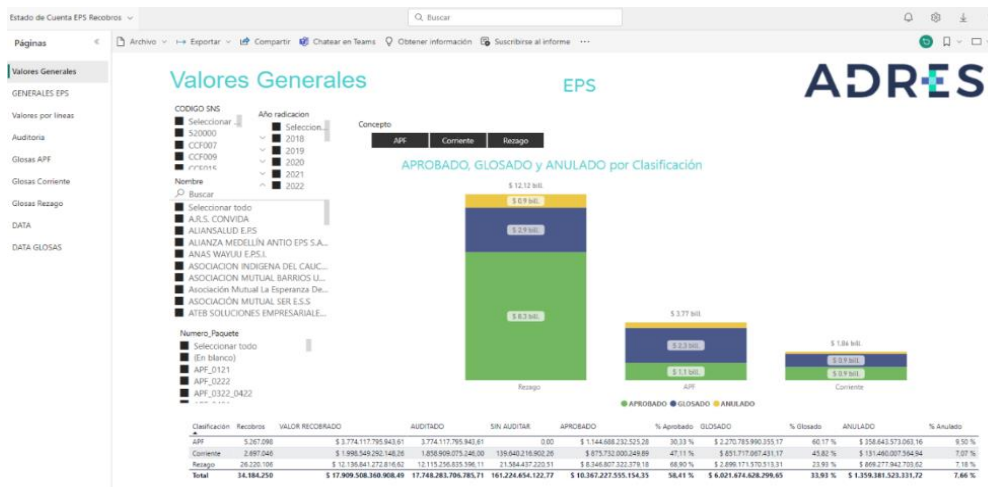 Estado de Cuenta EPS Recobros
Buscar
Páginas
Archivo Exportar Compartir Chatear en Teams Obtener información Suscribirse al informe ...
Valores Generales
GENERALES EPS
Valores por líneas
Auditoria
Glosas APF
Glosas Corriente
Glosas Rezago
DATA
DATA GLOSAS
Valores Generales
EPS
ADRES
CODIGO SNS
Seleccionar ...
520000
CCF007
CCF009
CCF015
Año radicacion
Seleccion...
2018
2019
2020
2021
2022
Concepto
APF Corriente Rezago
Nombre
Buscar
Seleccionar todo
A.R.S. CONVIDA
ALIANSALUD E.P.S
ALIANZA MEDELLÍN ANTIO EPS S.A...
ANAS WAYUU E.P.S.I.
ASOCIACION INDIGENA DEL CAUC...
ASOCIACION MUTUAL BARRIOS U...
Asociación Mutual La Esperanza De...
ASOCIACIÓN MUTUAL SER E.S.S
ATEB SOLUCIONES EMPRESARIALE...
Numero_Paquete
Seleccionar todo
(En blanco)
APF_0121
APF_0222
APF_0322_0422
APROBADO, GLOSADO y ANULADO por Clasificación
$ 12.12 bill.
$ 0.9 bill.
$ 2.9 bill.
$ 8.3 bill.
Rezago
$ 3.77 bill.
$ 2.3 bill.
$ 1.1 bill.
APF
$ 1.86 bill.
$ 0.9 bill.
$ 0.9 bill.
Corriente
APROBADO GLOSADO ANULADO
Clasificación Recobros VALOR RECOBRADO AUDITADO SIN AUDITAR APROBADO % Aprobado GLOSADO % Glosado ANULADO % Anulado
APF 5.267.098 $ 3.774.117.795.943,61 3.774.117.795.943,61 0,00 $ 1.144.688.232.525,28 30,33 % $ 2.270.785.990.355,17 60,17 % $ 358.643.573.063,16 9,50 %
Corriente 2.697.046 $ 1.998.549.292.148,26 1.858.909.075.246,00 139.640.216.902,26 $ 875.732.000.249,89 47,11 % $ 851.717.067.431,17 45,82 % $ 131.460.007.564,94 7,07 %
Rezago 26.220.106 $ 12.136.841.272.816,62 12.115.256.835.596,11 21.584.437.220,51 $ 8.346.807.322.379,18 68,90 % $ 2.899.171.570.513,31 23,93 % $ 869.277.942.703,62 7,18 %
Total 34.184.250 $ 17.909.508.360.908,49 17.748.283.706.785,71 161.224.654.122,77 $ 10.367.227.555.154,35 58,41 % $ 6.021.674.628.299,65 33,93 % $ 1.359.381.523.331,72 7,66 %